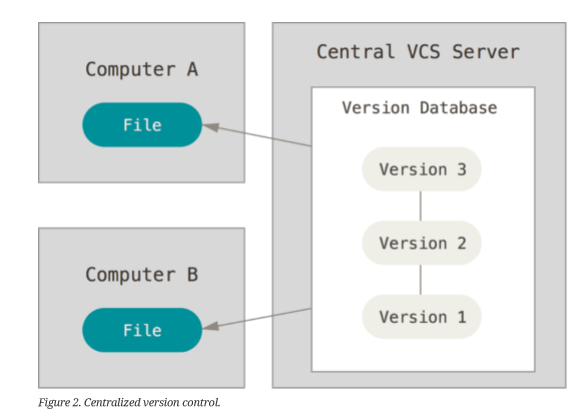 Computer A
File
Computer B
File
Central VCS Server
Version Database
Version 3
Version 2
Version 1
Figure 2. Centralized version control.